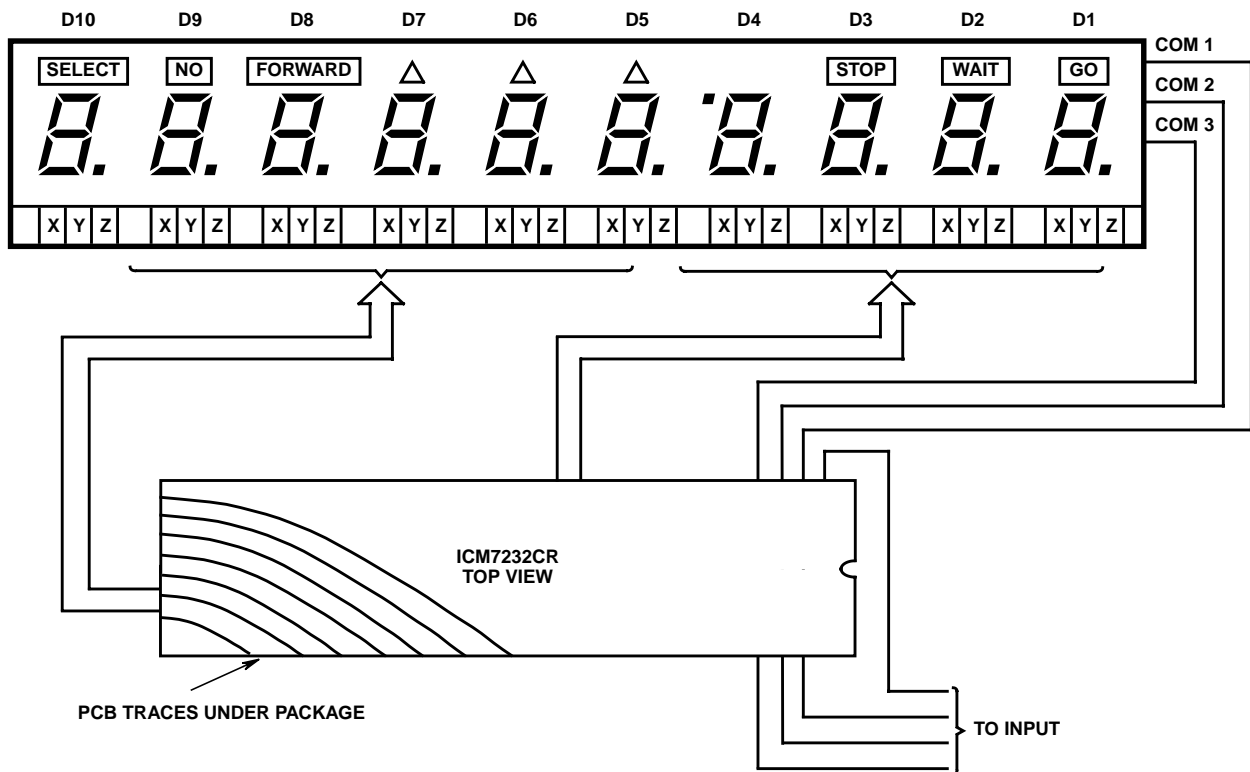 D10 D9 D8 D7 D6 D5 D4 D3 D2 D1
COM 1
SELECT NO FORWARD STOP WAIT GO
COM 2
COM 3
X Y Z X Y Z X Y Z X Y Z X Y Z X Y Z X Y Z X Y Z X Y Z X Y Z
ICM7232CR
TOP VIEW
PCB TRACES UNDER PACKAGE
TO INPUT